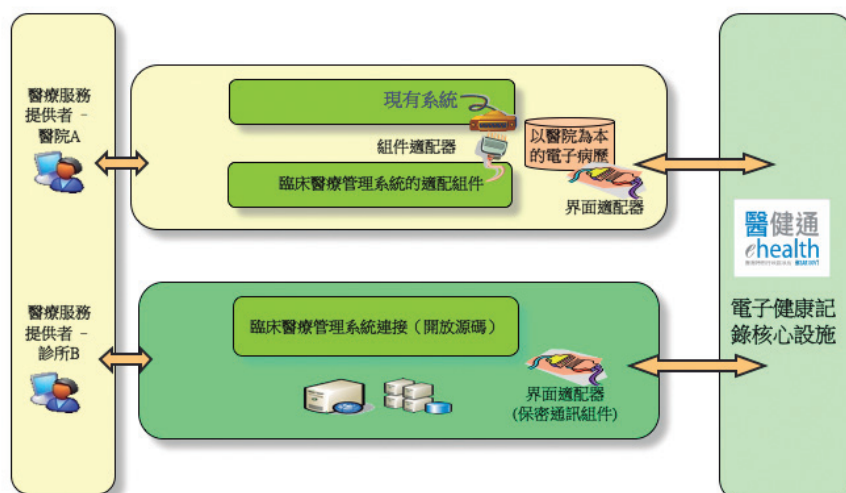 醫療服務
提供者 -
醫院A
現有系統
組件適配器
臨床醫療管理系統的適配組件
以醫院為本
的電子病歷
界面適配器
醫健通
ehealth
電子健康記
錄核心設施
醫療服務
提供者 -
診所B
臨床醫療管理系統連接（開放源碼）
界面適配器
(保密通訊組件)